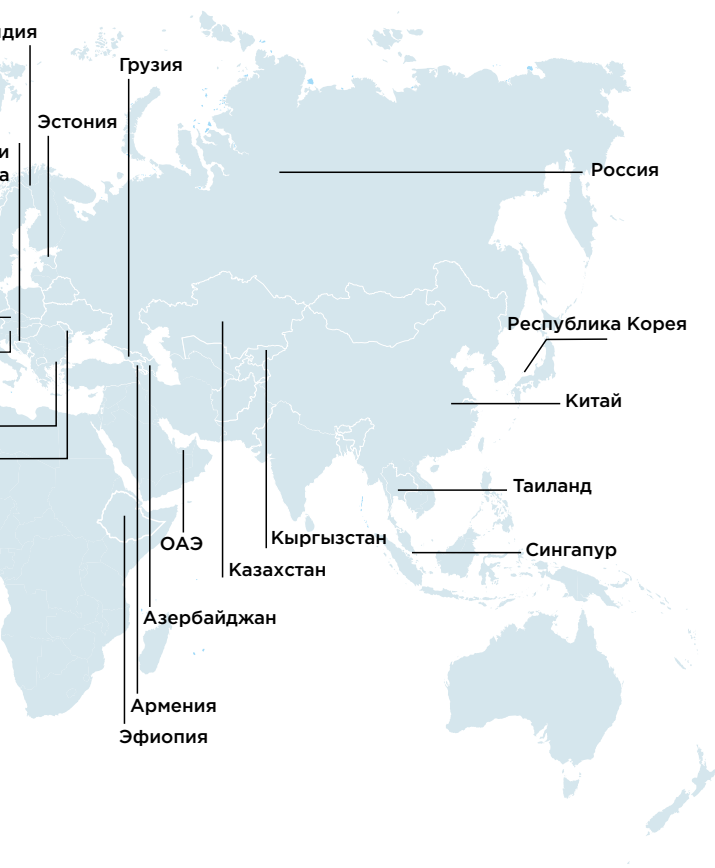 дия
Грузия
Эстония
и
а
Россия
Республика Корея
Китай
Таиланд
Кыргызстан
ОАЭ
Сингапур
Казахстан
Азербайджан
Армения
Эфиопия